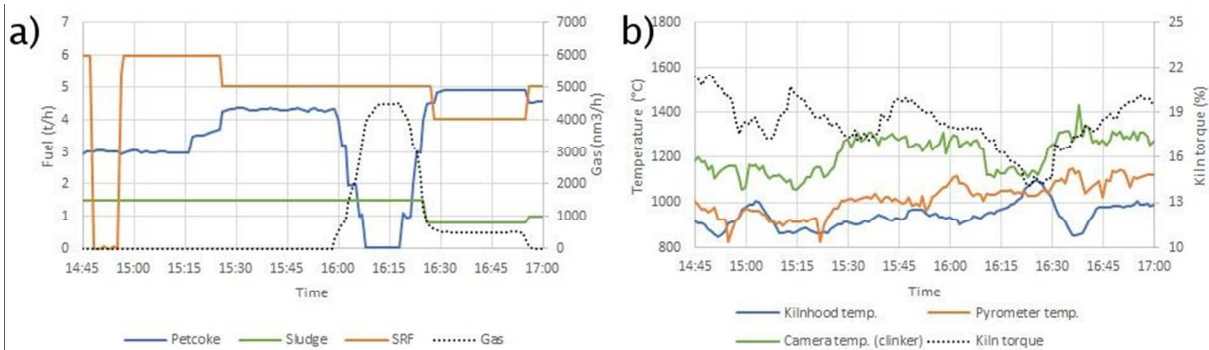 a)
7
6
5
4
3
2
1
0
Fuel (t/h)
7000
6000
5000
4000
3000
2000
1000
0
Gas (nm3/h)
14:45 15:00 15:15 15:30 15:45 16:00 16:15 16:30 16:45 17:00
Time
Petcoke Sludge SRF Gas
b)
1800
1600
1400
1200
1000
800
Temperature (°C)
25
22
19
16
13
10
Kiln torque (%)
14:45 15:00 15:15 15:30 15:45 16:00 16:15 16:30 16:45 17:00
Time
Kilnhood temp. Pyrometer temp.
Camera temp. (clinker) Kiln torque